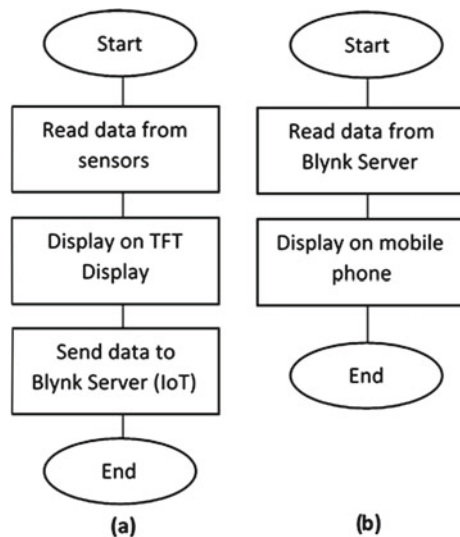 Start
Read data from
sensors
Display on TFT
Display
Send data to
Blynk Server (IoT)
End
(a)
Start
Read data from
Blynk Server
Display on mobile
phone
End
(b)